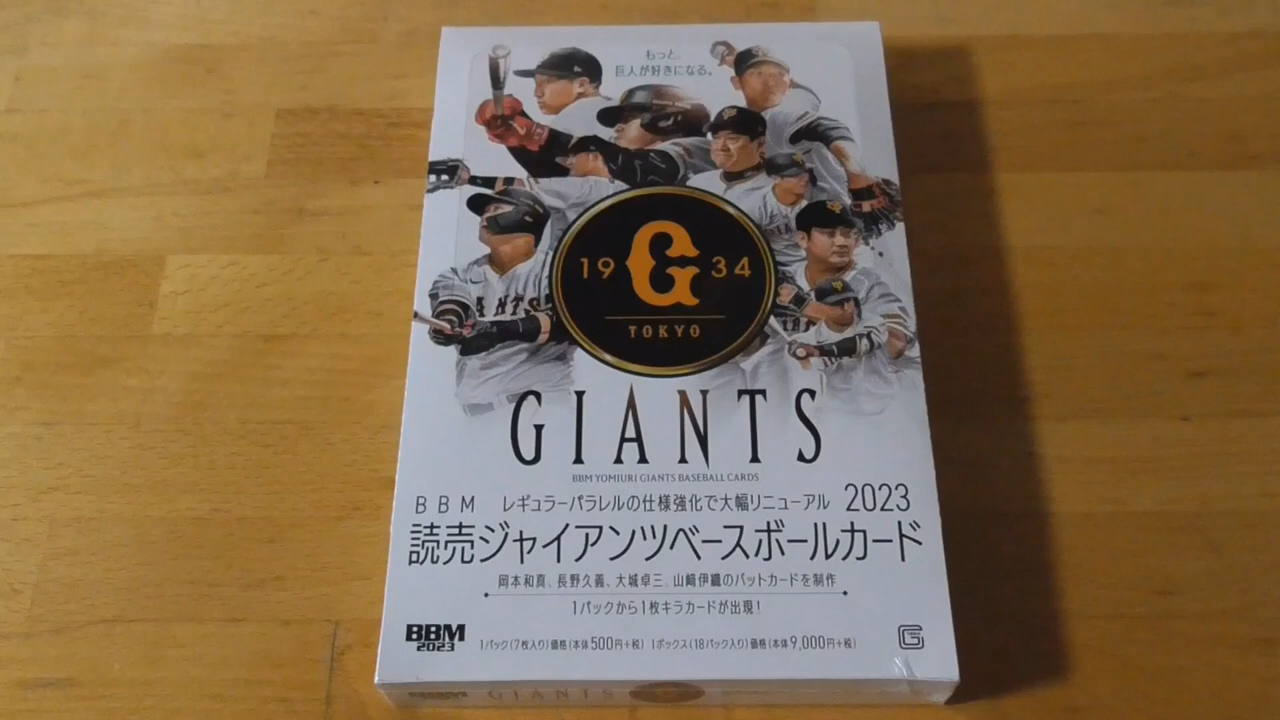 もっと、
巨人が好きになる。
19 G 34
TOKYO
GIANTS
BBM YOMIURI GIANTS BASEBALL CARDS
BBM レギュラーパラレルの仕様強化で大幅リニューアル 2023
読売ジャイアンツベースボールカード
岡本和真、長野久義、大城卓三、山﨑伊織のバットカードを制作
1パックから1枚キラカードが出現!
BBM
2023
1パック(7枚入り)価格(本体500円+税) 1ボックス(18パック入り)価格(本体9,000円+税)
GIANTS